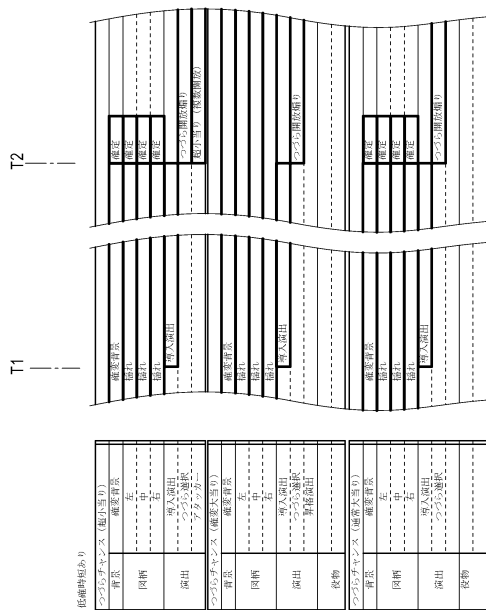 T1
T2
低確時短あり
つづらチャンス (超小当り)
背景 確変背景 確変背景
図柄 左 揺れ 確定
中 揺れ 確定
右 揺れ 確定
演出 導入演出 導入演出
つづら選択 つづら開放煽り
アタッカー 超小当り (複数開放)
つづらチャンス (確変大当り)
背景 確変背景 確変背景
図柄 左 揺れ
中 揺れ
右 揺れ
演出 導入演出 導入演出
つづら選択 つづら開放煽り
昇格演出
役物
つづらチャンス (通常大当り)
背景 確変背景 確変背景 確定
図柄 左 揺れ 確定
中 揺れ 確定
右 揺れ 確定
演出 導入演出 導入演出
つづら選択 つづら開放煽り
役物